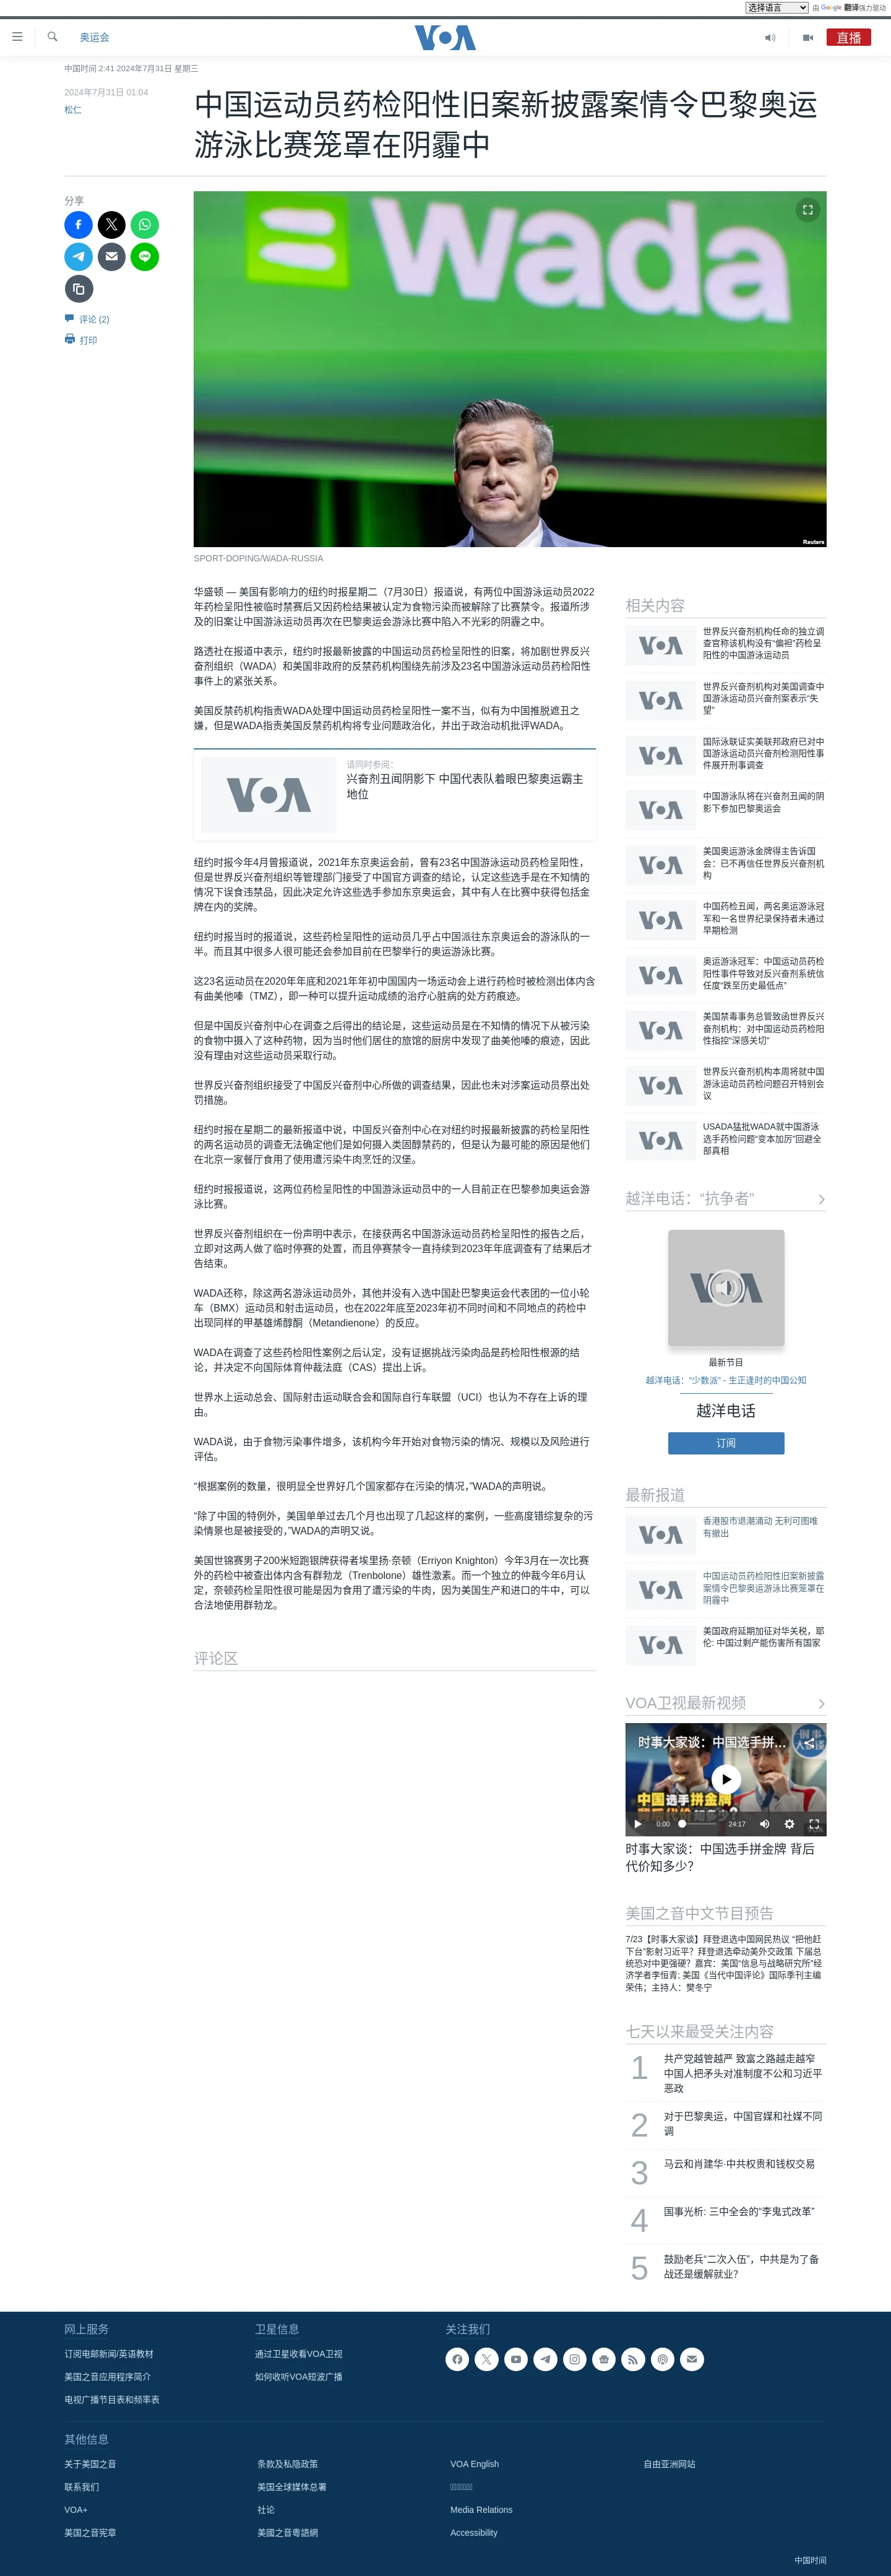 选择语言 由 Google 翻译强力驱动
奥运会
VOA
直播
中国时间 2:41 2024年7月31日 星期三
2024年7月31日 01:04
松仁
中国运动员药检阳性旧案新披露案情令巴黎奥运
游泳比赛笼罩在阴霾中
分享
评论 (2)
打印
Wada
wada
Reuters
SPORT-DOPING/WADA-RUSSIA
华盛顿 — 美国有影响力的纽约时报星期二（7月30日）报道说，有两位中国游泳运动员2022
年药检呈阳性被临时禁赛后又因药检结果被认定为食物污染而被解除了比赛禁令。报道所涉
及的旧案让中国游泳运动员再次在巴黎奥运会游泳比赛中陷入不光彩的阴霾之中。
路透社在报道中表示，纽约时报最新披露的中国运动员药检呈阳性的旧案，将加剧世界反兴
奋剂组织（WADA）和美国非政府的反禁药机构围绕先前涉及23名中国游泳运动员药检阳性
事件上的紧张关系。
美国反禁药机构指责WADA处理中国运动员药检呈阳性一案不当，似有为中国推脱遮丑之
嫌，但是WADA指责美国反禁药机构将专业问题政治化，并出于政治动机批评WADA。
VOA
请同时参阅：
兴奋剂丑闻阴影下 中国代表队着眼巴黎奥运霸主
地位
纽约时报今年4月曾报道说，2021年东京奥运会前，曾有23名中国游泳运动员药检呈阳性，
但是世界反兴奋剂组织等管理部门接受了中国官方调查的结论，认定这些选手是在不知情的
情况下误食违禁品，因此决定允许这些选手参加东京奥运会，其中有人在比赛中获得包括金
牌在内的奖牌。
纽约时报当时的报道说，这些药检呈阳性的运动员几乎占中国派往东京奥运会的游泳队的一
半。而且其中很多人很可能还会参加目前在巴黎举行的奥运游泳比赛。
这23名运动员在2020年年底和2021年年初中国国内一场运动会上进行药检时被检测出体内含
有曲美他嗪（TMZ），即一种可以提升运动成绩的治疗心脏病的处方药痕迹。
但是中国反兴奋剂中心在调查之后得出的结论是，这些运动员是在不知情的情况下从被污染
的食物中摄入了这种药物，因为当时他们居住的旅馆的厨房中发现了曲美他嗪的痕迹，因此
没有理由对这些运动员采取行动。
世界反兴奋剂组织接受了中国反兴奋剂中心所做的调查结果，因此也未对涉案运动员祭出处
罚措施。
纽约时报在星期二的最新报道中说，中国反兴奋剂中心在对纽约时报最新披露的药检呈阳性
的两名运动员的调查无法确定他们是如何摄入类固醇禁药的，但是认为最可能的原因是他们
在北京一家餐厅食用了使用遭污染牛肉烹饪的汉堡。
纽约时报报道说，这两位药检呈阳性的中国游泳运动员中的一人目前正在巴黎参加奥运会游
泳比赛。
世界反兴奋剂组织在一份声明中表示，在接获两名中国游泳运动员药检呈阳性的报告之后，
立即对这两人做了临时停赛的处置，而且停赛禁令一直持续到2023年年底调查有了结果后才
告结束。
WADA还称，除这两名游泳运动员外，其他并没有入选中国赴巴黎奥运会代表团的一位小轮
车（BMX）运动员和射击运动员，也在2022年底至2023年初不同时间和不同地点的药检中
出现同样的甲基雄烯醇酮（Metandienone）的反应。
WADA在调查了这些药检阳性案例之后认定，没有证据挑战污染肉品是药检阳性根源的结
论，并决定不向国际体育仲裁法庭（CAS）提出上诉。
世界水上运动总会、国际射击运动联合会和国际自行车联盟（UCI）也认为不存在上诉的理
由。
WADA说，由于食物污染事件增多，该机构今年开始对食物污染的情况、规模以及风险进行
评估。
“根据案例的数量，很明显全世界好几个国家都存在污染的情况，”WADA的声明说。
“除了中国的特例外，美国单单过去几个月也出现了几起这样的案例，一些高度错综复杂的污
染情景也是被接受的，”WADA的声明又说。
美国世锦赛男子200米短跑银牌获得者埃里扬·奈顿（Erriyon Knighton）今年3月在一次比赛
外的药检中被查出体内含有群勃龙（Trenbolone）雄性激素。而一个独立的仲裁今年6月认
定，奈顿药检呈阳性很可能是因为食用了遭污染的牛肉，因为美国生产和进口的牛中，可以
合法地使用群勃龙。
评论区
相关内容
VOA
世界反兴奋剂机构任命的独立调
查官称该机构没有“偏袒”药检呈
阳性的中国游泳运动员
VOA
世界反兴奋剂机构对美国调查中
国游泳运动员兴奋剂案表示“失
望”
VOA
国际泳联证实美联邦政府已对中
国游泳动员兴奋剂检测阳性事
件展开刑事调查
VOA
中国游泳队将在兴奋剂丑闻的阴
影下参加巴黎奥运会
VOA
美国奥运游泳金牌得主告诉国
会：已不再信任世界反兴奋剂机
构
VOA
中国药检丑闻，两名奥运游泳冠
军和一名世界纪录保持者未通过
早期检测
VOA
奥运游泳冠军：中国运动员药检
阳性事件导致对反兴奋剂系统信
任度“跌至历史最低点”
VOA
美国禁毒事务总管致函世界反兴
奋剂机构：对中国运动员药检阳
性指控“深感关切”
VOA
世界反兴奋剂机构本周将就中国
游泳运动员药检问题召开特别会
议
VOA
USADA猛批WADA就中国游泳
选手药检问题“变本加厉”回避全
部真相
越洋电话：“抗争者”
VOA
最新节目
越洋电话：“少数派” - 生正逢时的中国公知
越洋电话
订阅
最新报道
VOA
香港股市退潮涌动 无利可图唯
有撤出
VOA
中国运动员药检阳性旧案新披露
案情令巴黎奥运游泳比赛笼罩在
阴霾中
VOA
美国政府延期加征对华关税，耶
伦: 中国过剩产能伤害所有国家
VOA卫视最新视频
时事大家谈：中国选手拼...
时事
中国选手拼金牌
背后代价知多少？
0:00
24:17
时事大家谈：中国选手拼金牌 背后
代价知多少？
美国之音中文节目预告
7/23【时事大家谈】拜登退选中国网民热议 “把他赶
下台”影射习近平？拜登退选牵动美外交政策 下届总
统恐对中更强硬？嘉宾：美国“信息与战略研究所”经
济学者李恒青; 美国《当代中国评论》国际季刊主编
荣伟；主持人：樊冬宁
七天以来最受关注内容
1
共产党越管越严 致富之路越走越窄
中国人把矛头对准制度不公和习近平
恶政
2
对于巴黎奥运，中国官媒和社媒不同
调
3
马云和肖建华·中共权贵和钱权交易
4
国事光析: 三中全会的“李鬼式改革”
5
鼓励老兵“二次入伍”，中共是为了备
战还是缓解就业？
网上服务
订阅电邮新闻/英语教材
美国之音应用程序简介
电视广播节目表和频率表
卫星信息
通过卫星收看VOA卫视
如何收听VOA短波广播
关注我们
其他信息
关于美国之音
联系我们
VOA+
美国之音宪章
条款及私隐政策
美国全球媒体总署
社论
美國之音粵語網
VOA English
Media Relations
Accessibility
自由亚洲网站
中国时间